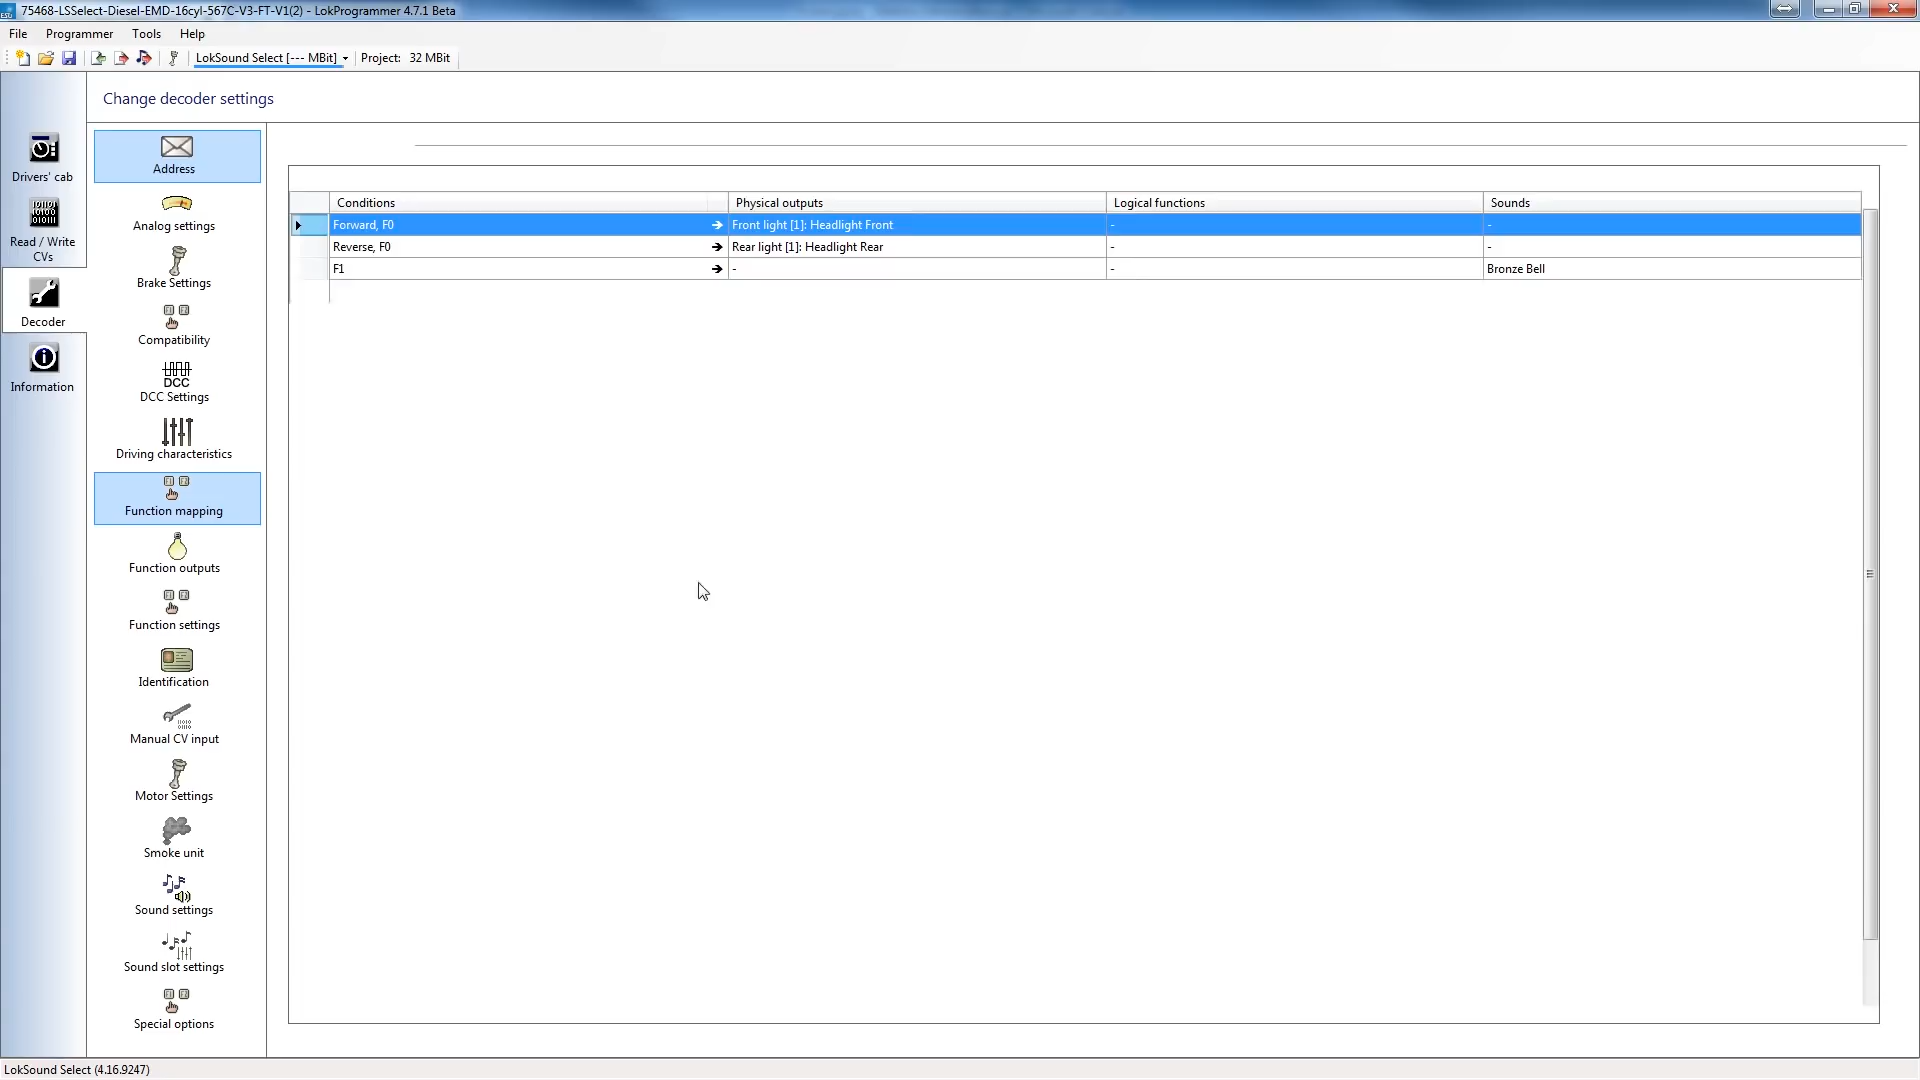 75468-LSSelect-Diesel-EMD-16cyl-567C-V3-FT-V1(2) - LokProgrammer 4.7.1 Beta
File Programmer Tools Help
LokSound Select [--- MBit] Project: 32 MBit
Change decoder settings
Drivers' cab
Read / Write
CVs
Decoder
Information
Address
Analog settings
Brake Settings
Compatibility
DCC
DCC Settings
Driving characteristics
Function mapping
Function outputs
Function settings
Identification
Manual CV input
Motor Settings
Smoke unit
Sound settings
Sound slot settings
Special options
Conditions Physical outputs Logical functions Sounds
Forward, F0 ➔ Front light [1]: Headlight Front - -
Reverse, F0 ➔ Rear light [1]: Headlight Rear - -
F1 ➔ - - Bronze Bell
LokSound Select (4.16.9247)